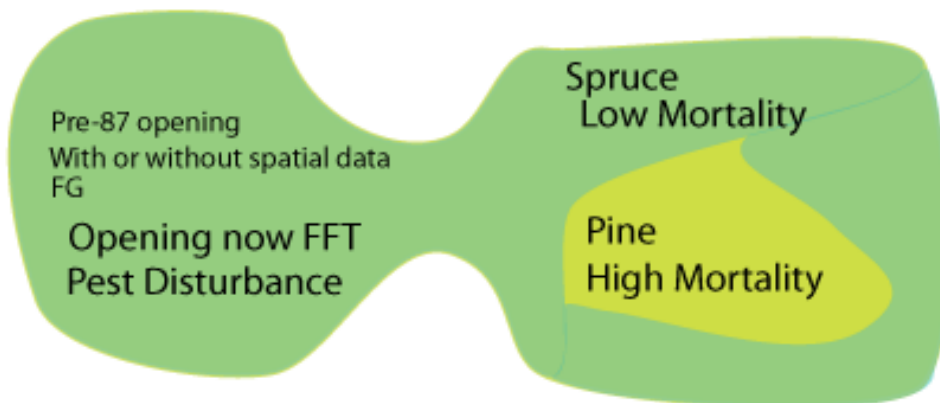 Pre-87 opening
With or without spatial data
FG
Opening now FFT
Pest Disturbance
Spruce
Low Mortality
Pine
High Mortality